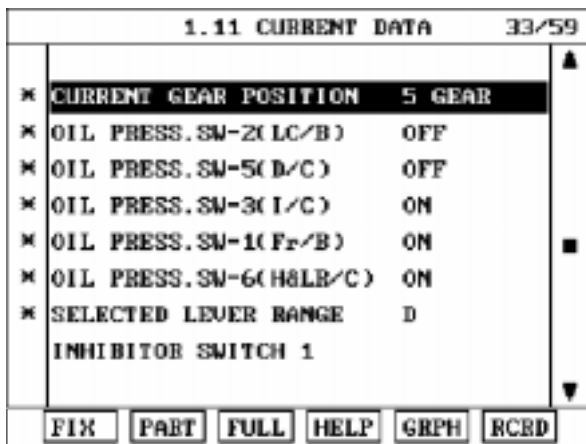 1.11 CURRENT DATA 33/59
* CURRENT GEAR POSITION 5 GEAR
* OIL PRESS.SW-2(LC/B) OFF
* OIL PRESS.SW-5(D/C) OFF
* OIL PRESS.SW-3(I/C) ON
* OIL PRESS.SW-1(Fr/B) ON
* OIL PRESS.SW-6(H&LR/C) ON
* SELECTED LEVER RANGE D
INHIBITOR SWITCH 1
FIX PART FULL HELP GRPH RCRD